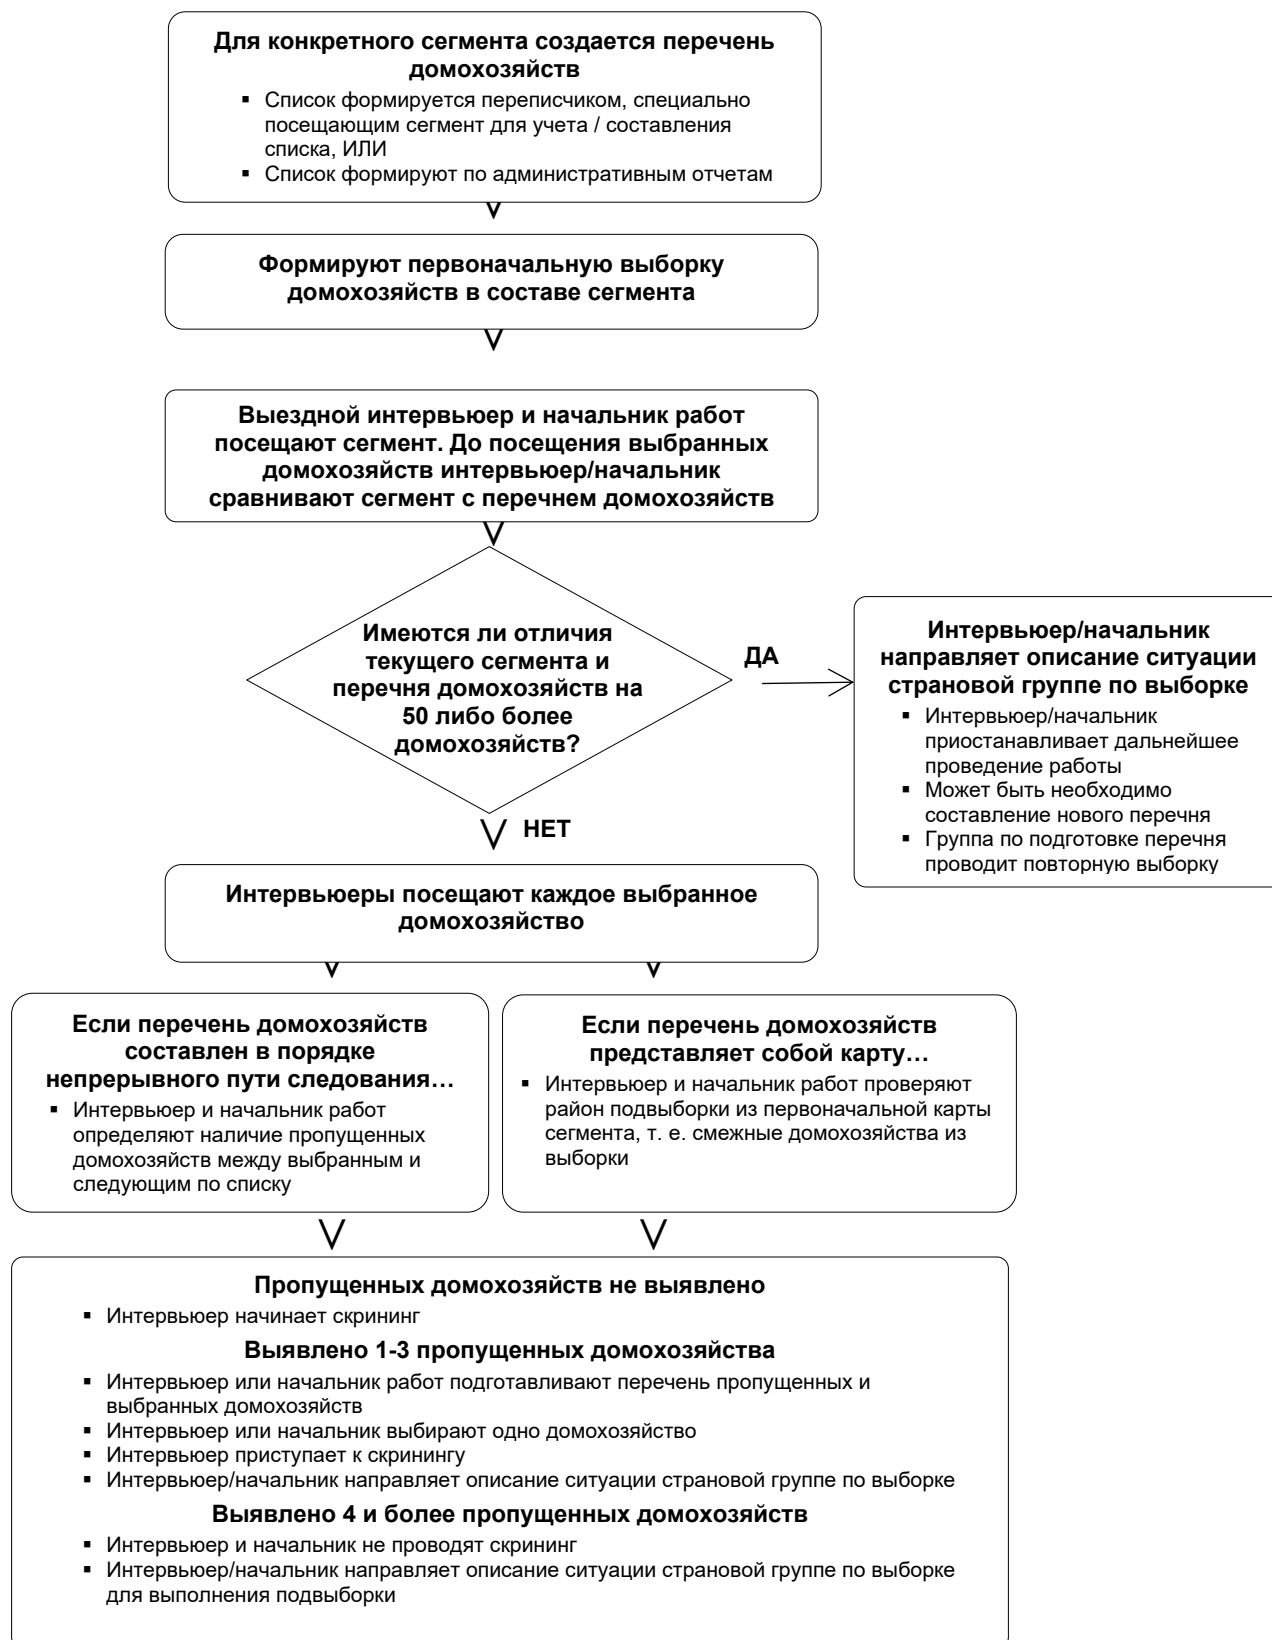 Для конкретного сегмента создается перечень
домохозяйств
▪ Список формируется переписчиком, специально
посещающим сегмент для учета / составления
списка, ИЛИ
▪ Список формируют по административным отчетам
Формируют первоначальную выборку
домохозяйств в составе сегмента
Выездной интервьюер и начальник работ
посещают сегмент. До посещения выбранных
домохозяйств интервьюер/начальник
сравнивают сегмент с перечнем домохозяйств
Имеются ли отличия
текущего сегмента и
перечня домохозяйств на
50 либо более
домохозяйств?
ДА
Интервьюер/начальник
направляет описание ситуации
страновой группе по выборке
▪ Интервьюер/начальник
приостанавливает дальнейшее
проведение работы
▪ Может быть необходимо
составление нового перечня
▪ Группа по подготовке перечня
проводит повторную выборку
НЕТ
Интервьюеры посещают каждое выбранное
домохозяйство
Если перечень домохозяйств
составлен в порядке
непрерывного пути следования…
▪ Интервьюер и начальник работ
определяют наличие пропущенных
домохозяйств между выбранным и
следующим по списку
Если перечень домохозяйств
представляет собой карту…
▪ Интервьюер и начальник работ проверяют
район подвыборки из первоначальной карты
сегмента, т. е. смежные домохозяйства из
выборки
Пропущенных домохозяйств не выявлено
▪ Интервьюер начинает скрининг
Выявлено 1-3 пропущенных домохозяйства
▪ Интервьюер или начальник работ подготавливают перечень пропущенных и
выбранных домохозяйств
▪ Интервьюер или начальник выбирают одно домохозяйство
▪ Интервьюер приступает к скринингу
▪ Интервьюер/начальник направляет описание ситуации страновой группе по выборке
Выявлено 4 и более пропущенных домохозяйств
▪ Интервьюер и начальник не проводят скрининг
▪ Интервьюер/начальник направляет описание ситуации страновой группе по выборке
для выполнения подвыборки